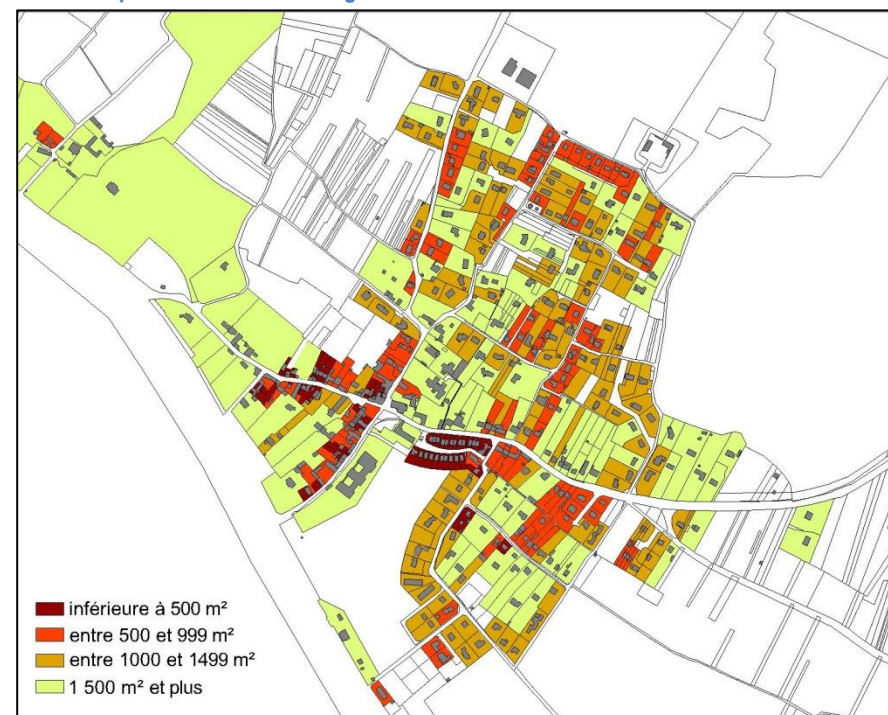 inférieure à 500 m²
entre 500 et 999 m²
entre 1000 et 1499 m²
1 500 m² et plus